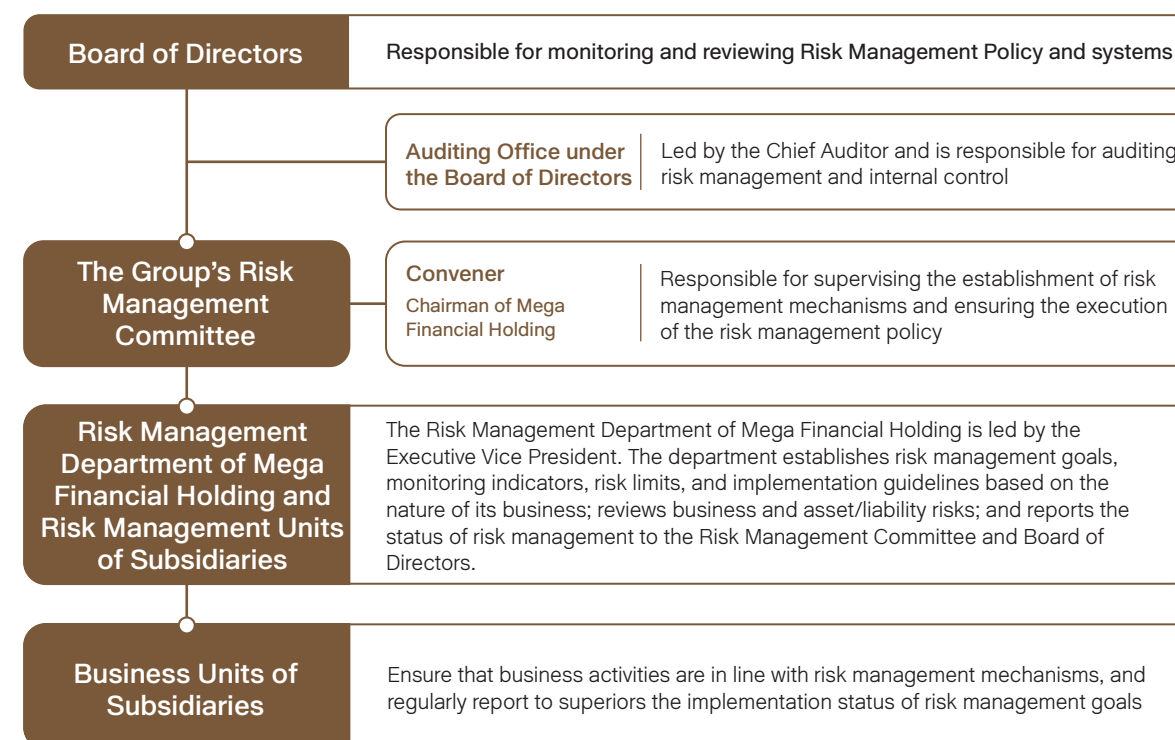 Board of Directors
Responsible for monitoring and reviewing Risk Management Policy and systems
Auditing Office under
the Board of Directors
Led by the Chief Auditor and is responsible for auditing
risk management and internal control
The Group's Risk
Management
Committee
Convener
Chairman of Mega
Financial Holding
Responsible for supervising the establishment of risk
management mechanisms and ensuring the execution
of the risk management policy
Risk Management
Department of Mega
Financial Holding and
Risk Management Units
of Subsidiaries
The Risk Management Department of Mega Financial Holding is led by the
Executive Vice President. The department establishes risk management goals,
monitoring indicators, risk limits, and implementation guidelines based on the
nature of its business; reviews business and asset/liability risks; and reports the
status of risk management to the Risk Management Committee and Board of
Directors.
Business Units of
Subsidiaries
Ensure that business activities are in line with risk management mechanisms, and
regularly report to superiors the implementation status of risk management goals